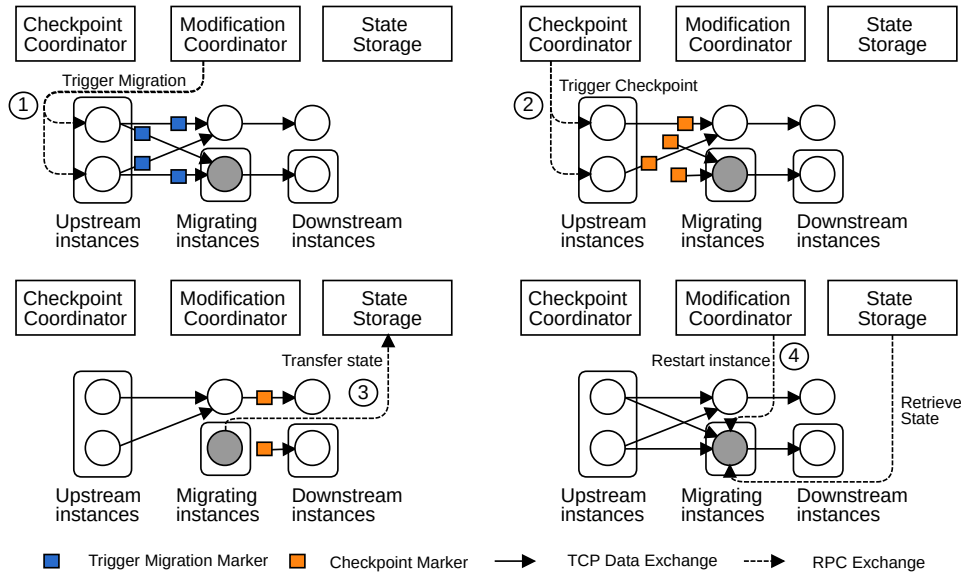 Checkpoint
Coordinator
Modification
Coordinator
State
Storage
Trigger Migration
1
Upstream
instances
Migrating
instances
Downstream
instances
Checkpoint
Coordinator
Modification
Coordinator
State
Storage
Trigger Checkpoint
2
Upstream
instances
Migrating
instances
Downstream
instances
Checkpoint
Coordinator
Modification
Coordinator
State
Storage
Transfer state
3
Upstream
instances
Migrating
instances
Downstream
instances
Checkpoint
Coordinator
Modification
Coordinator
State
Storage
Restart instance
4
Retrieve
State
Upstream
instances
Migrating
instances
Downstream
instances
Trigger Migration Marker
Checkpoint Marker
TCP Data Exchange
RPC Exchange